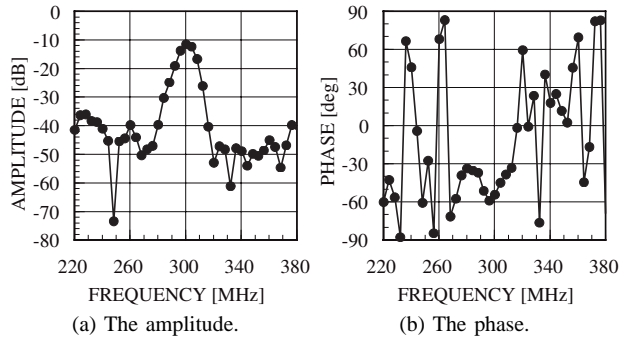 0
-10
-20
-30
-40
-50
-60
-70
-80
AMPLITUDE [dB]
220 260 300 340 380
FREQUENCY [MHz]
(a) The amplitude.
90
60
30
0
-30
-60
-90
PHASE [deg]
220 260 300 340 380
FREQUENCY [MHz]
(b) The phase.